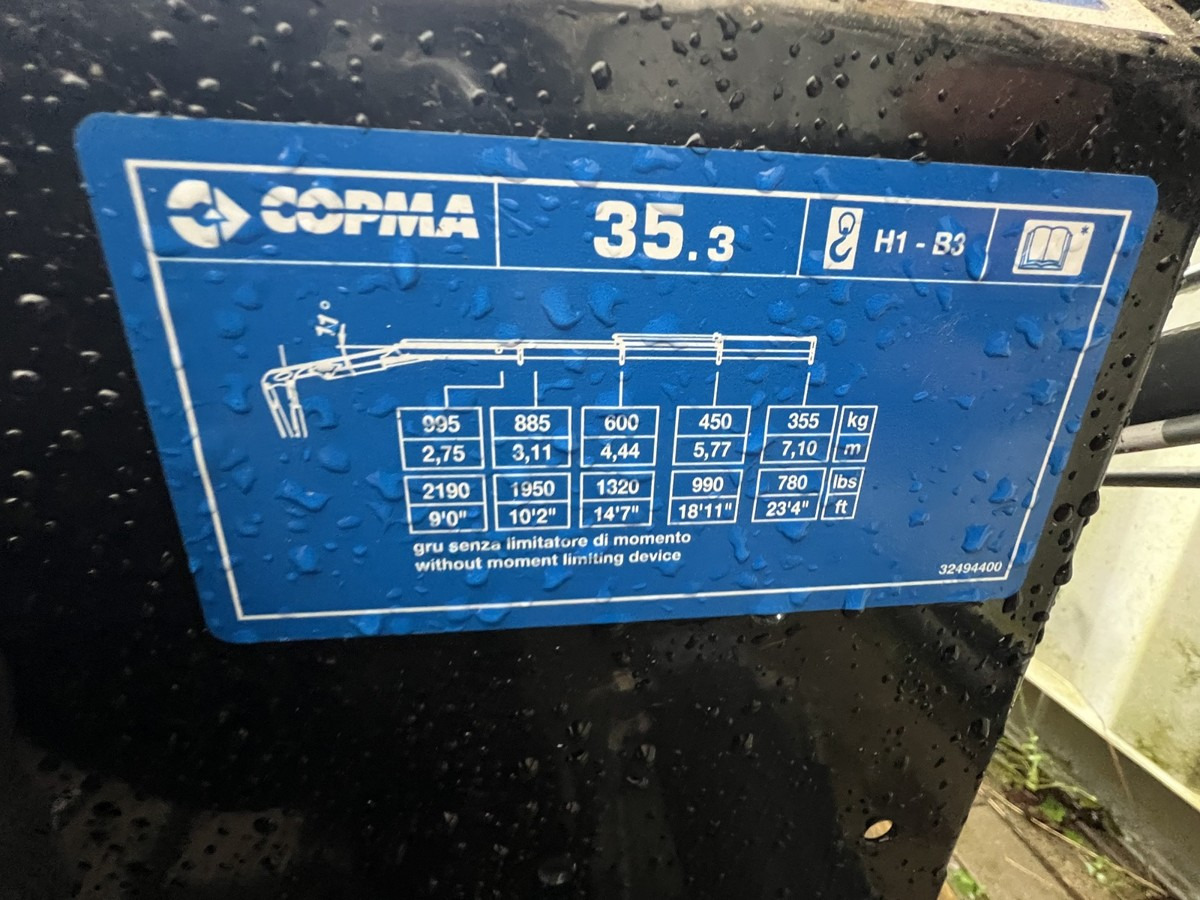 COPMA
35.3
H1 - B3
*
995 885 600 450 355 kg
2,75 3,11 4,44 5,77 7,10 m
2190 1950 1320 990 780 lbs
9'0" 10'2" 14'7" 18'11" 23'4" ft
gru senza limitatore di momento
without moment limiting device
32494400